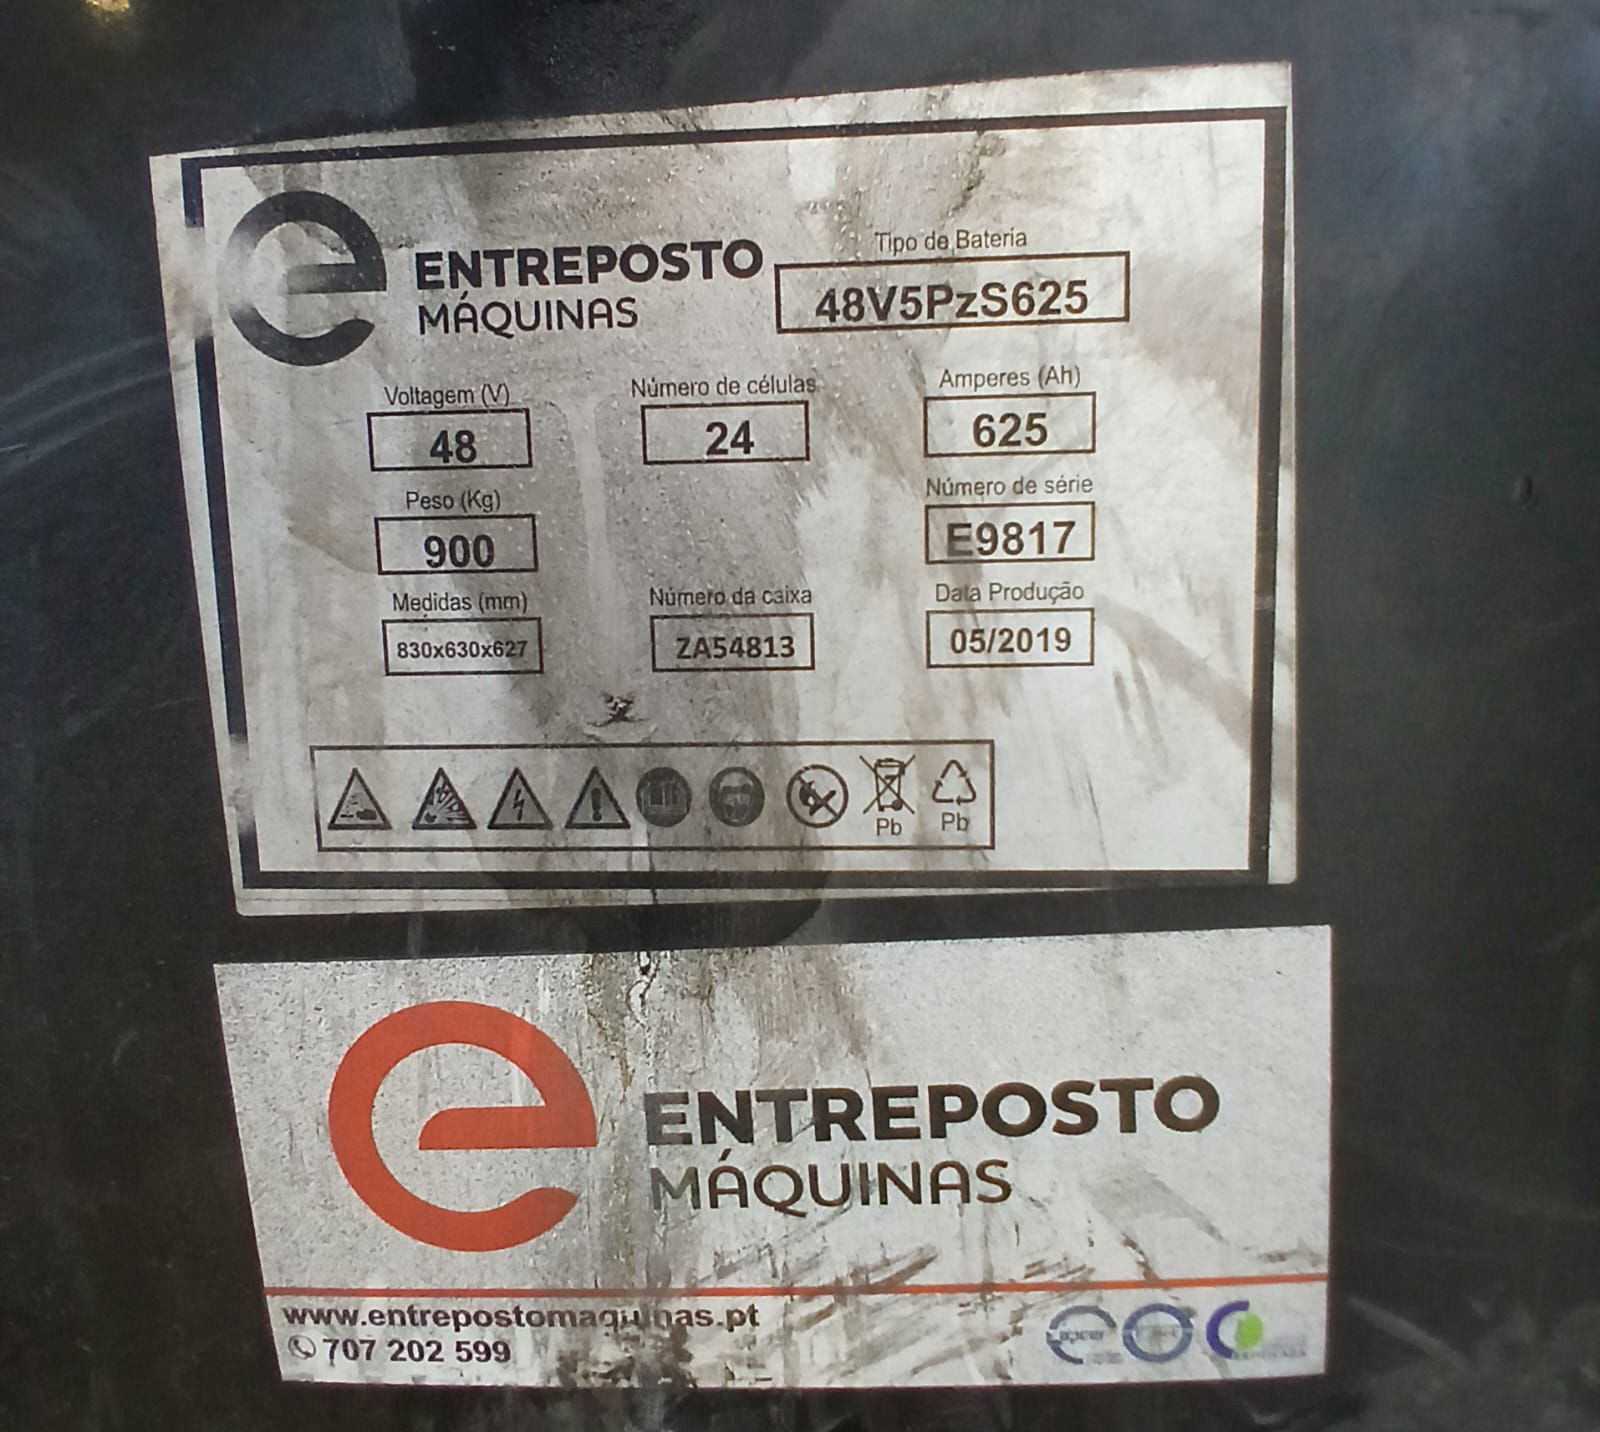 ENTREPOSTO
MÁQUINAS
Tipo de Bateria
48V5PzS625
Voltagem (V)
48
Número de células
24
Amperes (Ah)
625
Peso (Kg)
900
Número de série
E9817
Medidas (mm)
830x630x627
Número da caixa
ZA54813
Data Produção
05/2019
Pb
Pb
ENTREPOSTO
MÁQUINAS
www.entrepostomaquinas.pt
707 202 599